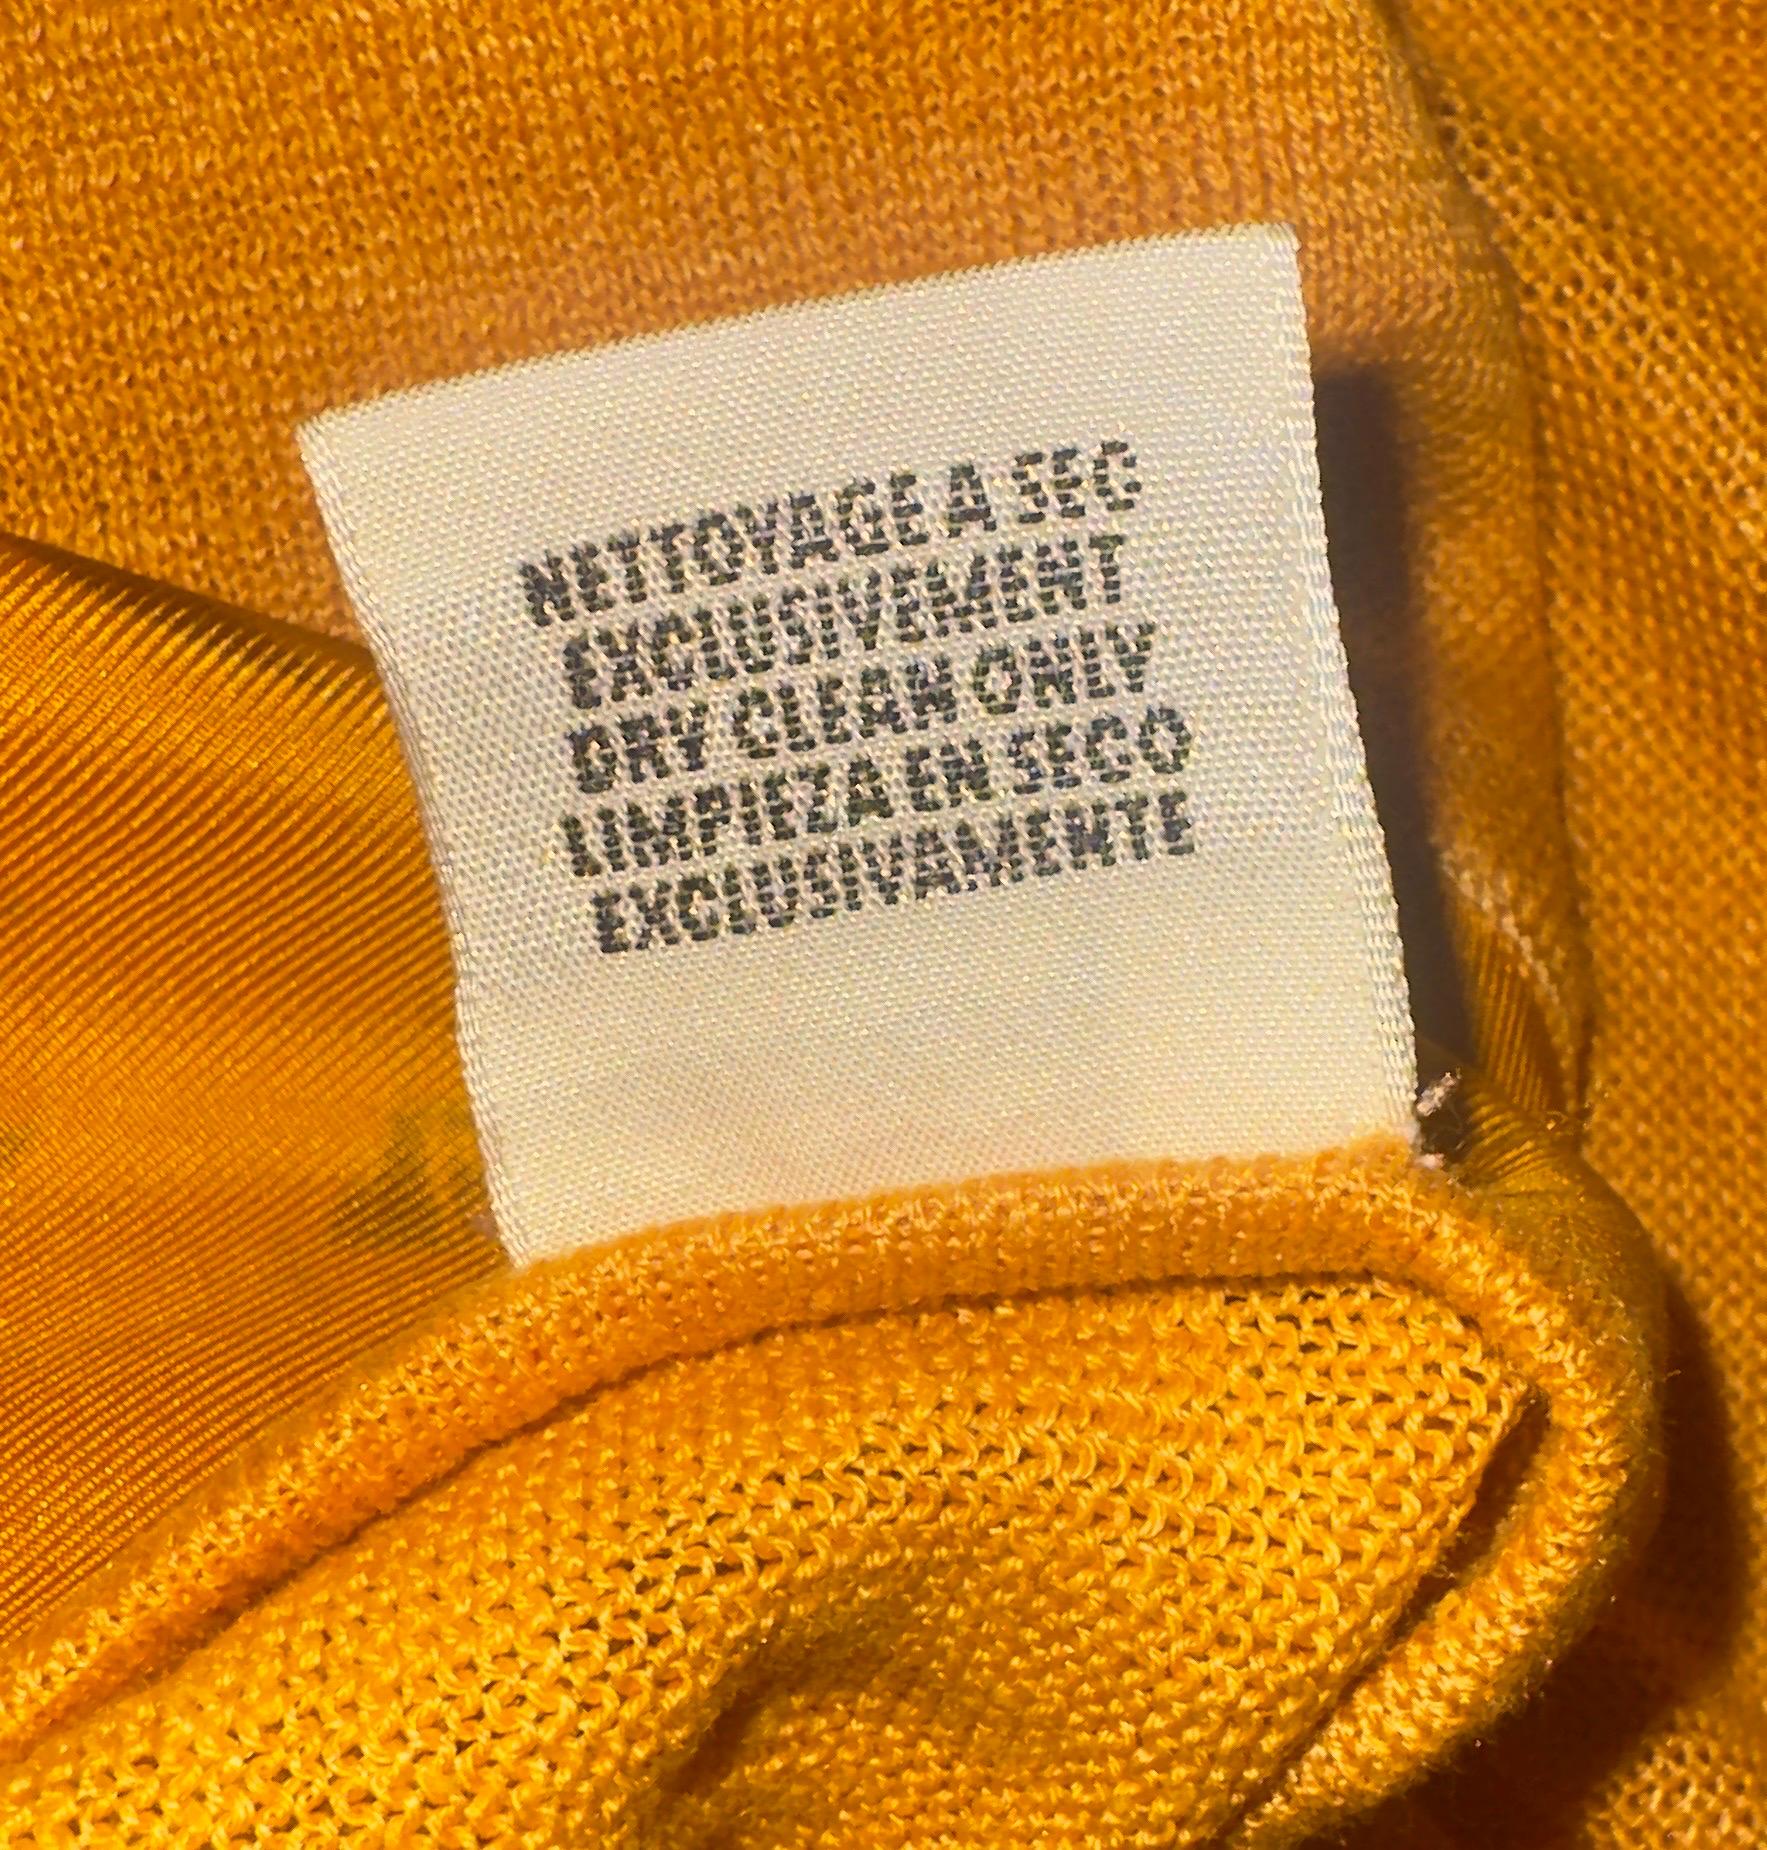 NETTOYAGE A SEC
EXCLUSIVEMENT
DRY CLEAN ONLY
LIMPIEZA EN SECO
EXCLUSIVAMENTE